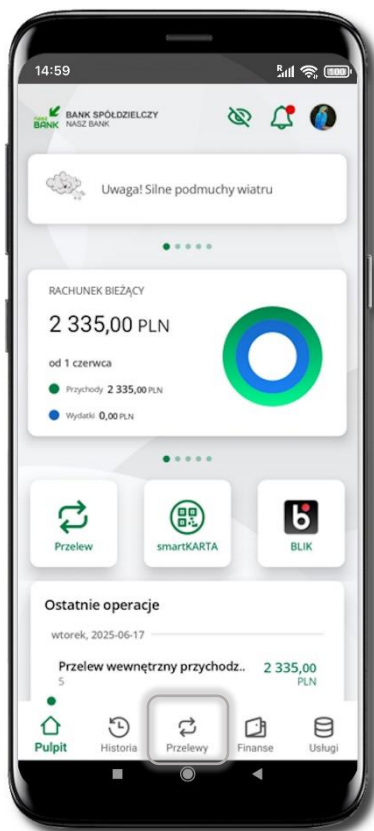 14:59
R
nasz
BANK
BANK SPÓŁDZIELCZY
NASZ BANK
Uwaga! Silne podmuchy wiatru
RACHUNEK BIEŻĄCY
2 335,00 PLN
od 1 czerwca
Przychody 2 335,00 PLN
Wydatki 0,00 PLN
Przelew
smartKARTA
BLIK
Ostatnie operacje
wtorek, 2025-06-17
Przelew wewnętrzny przychodz.. 2 335,00
5 PLN
Pulpit Historia Przelewy Finanse Usługi